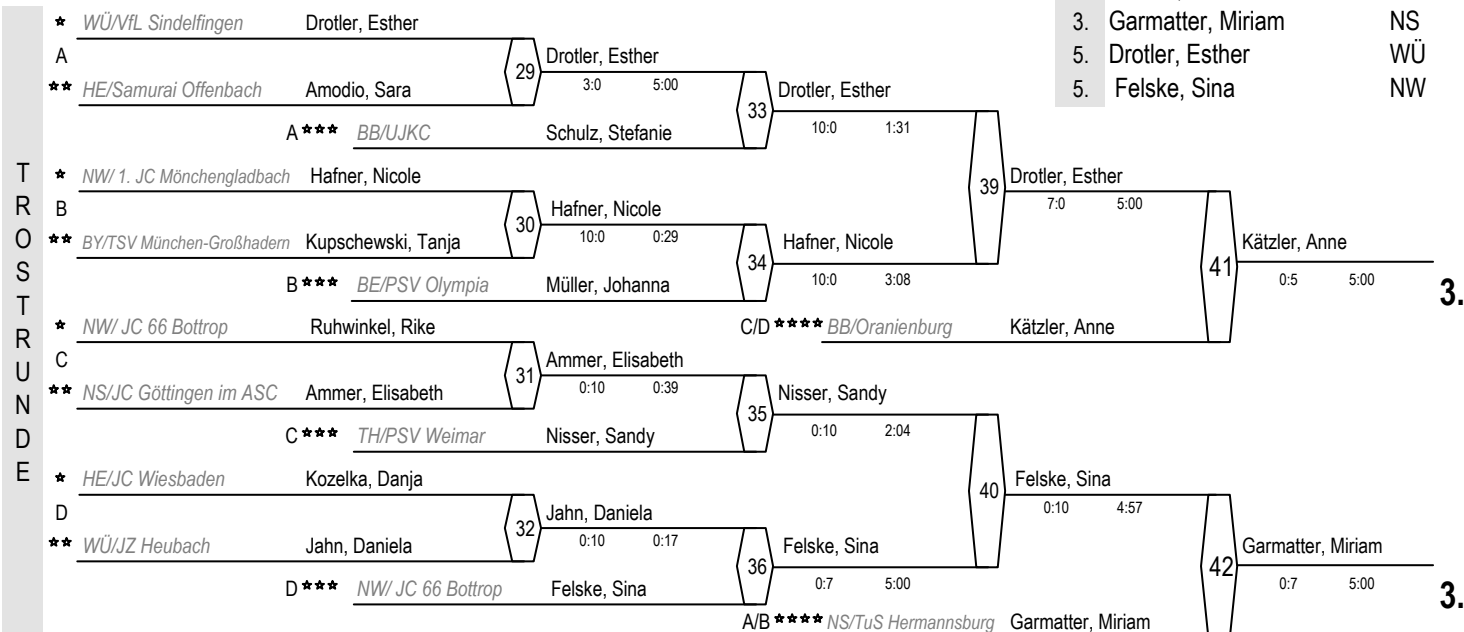 * WÜ/VfL Sindelfingen Drotler, Esther
3. Garmatter, Miriam NS
A
29 Drotler, Esther
5. Drotler, Esther WÜ
3:0 5:00
** HE/Samurai Offenbach Amodio, Sara
33 Drotler, Esther
5. Felske, Sina NW
10:0 1:31
A *** BB/UJKC Schulz, Stefanie
TROSTRUNDE
* NW/ 1. JC Mönchengladbach Hafner, Nicole
39 Drotler, Esther
7:0 5:00
B
30 Hafner, Nicole
10:0 0:29
** BY/TSV München-Großhadern Kupschewski, Tanja
34 Hafner, Nicole
10:0 3:08
41 Kätzler, Anne
0:5 5:00
3.
B *** BE/PSV Olympia Müller, Johanna
* NW/ JC 66 Bottrop Ruhwinkel, Rike
C/D **** BB/Oranienburg Kätzler, Anne
C
31 Ammer, Elisabeth
0:10 0:39
** NS/JC Göttingen im ASC Ammer, Elisabeth
35 Nisser, Sandy
0:10 2:04
C *** TH/PSV Weimar Nisser, Sandy
* HE/JC Wiesbaden Kozelka, Danja
40 Felske, Sina
0:10 4:57
D
32 Jahn, Daniela
0:10 0:17
** WÜ/JZ Heubach Jahn, Daniela
36 Felske, Sina
0:7 5:00
42 Garmatter, Miriam
0:7 5:00
3.
D *** NW/ JC 66 Bottrop Felske, Sina
A/B **** NS/TuS Hermannsburg Garmatter, Miriam